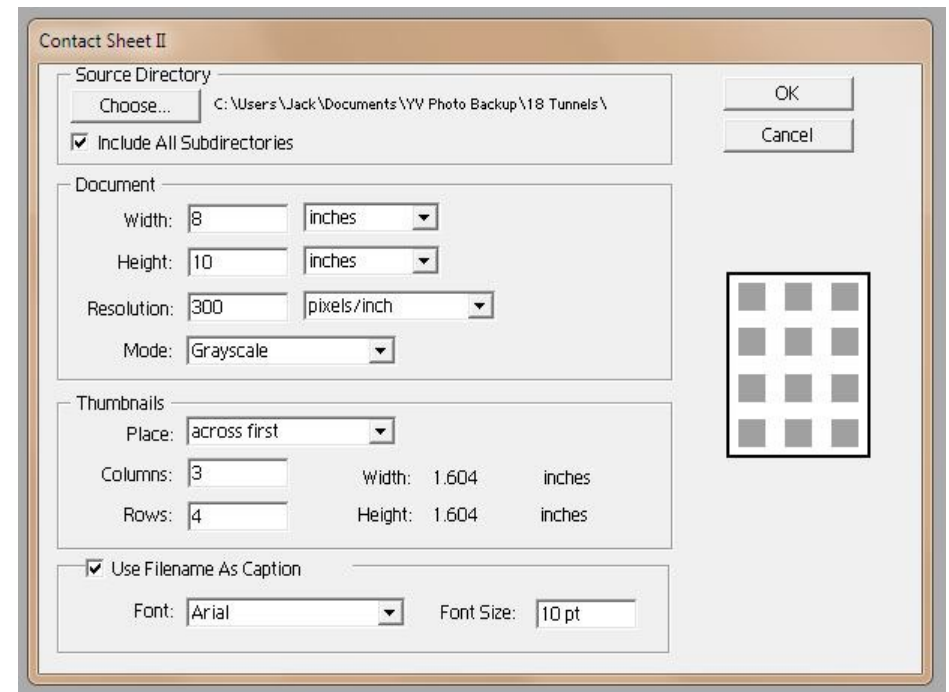 Contact Sheet II
Source Directory
Choose... C:\Users\Jack\Documents\YV Photo Backup\18 Tunnels\
Include All Subdirectories
OK
Cancel
Document
Width: 8 inches
Height: 10 inches
Resolution: 300 pixels/inch
Mode: Grayscale
Thumbnails
Place: across first
Columns: 3 Width: 1.604 inches
Rows: 4 Height: 1.604 inches
Use Filename As Caption
Font: Arial Font Size: 10 pt